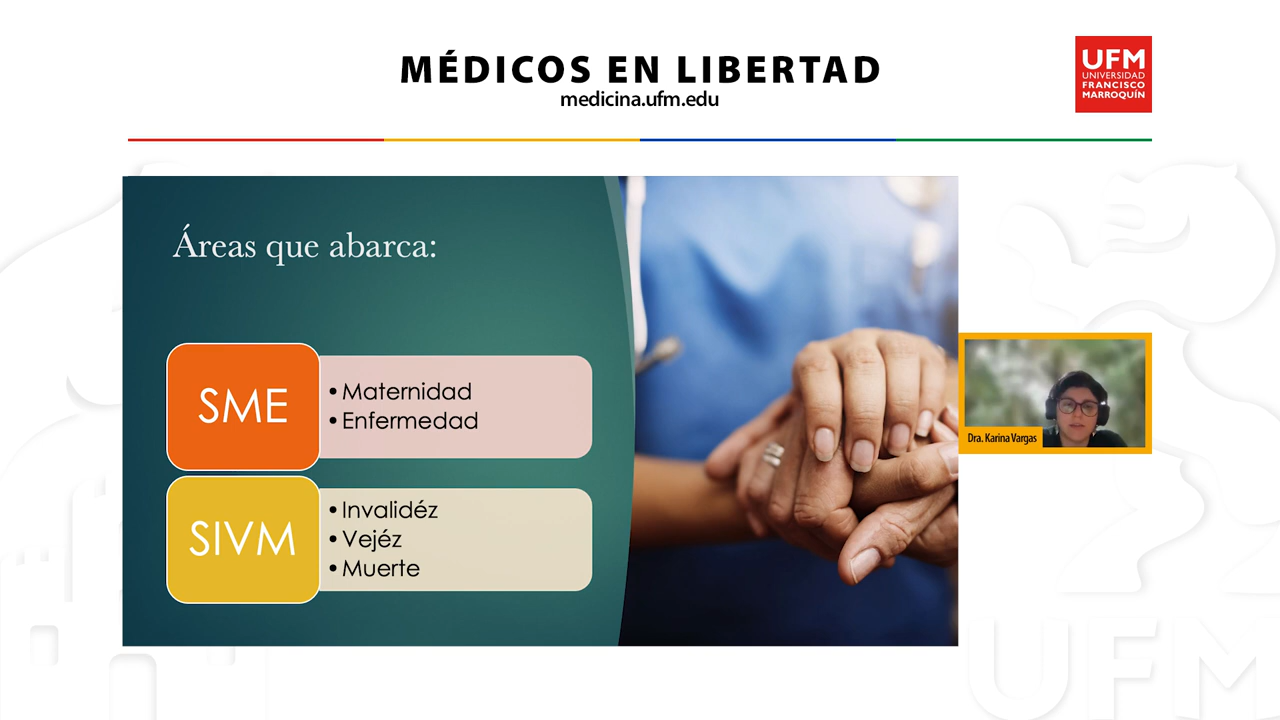 MÉDICOS EN LIBERTAD
medicina.ufm.edu
UFM
UNIVERSIDAD
FRANCISCO
MARROQUÍN
Áreas que abarca:
SME
• Maternidad
• Enfermedad
SIVM
• Invalidéz
• Vejéz
• Muerte
Dra. Karina Vargas
UFM